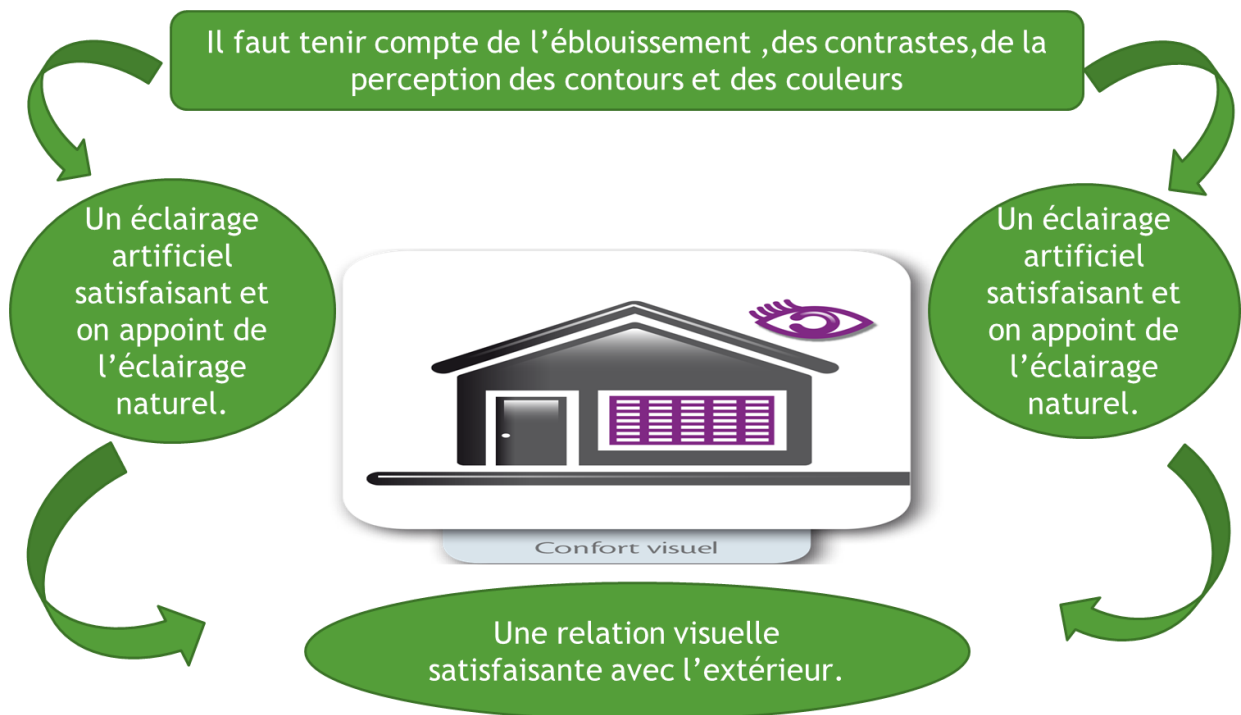 Il faut tenir compte de l’éblouissement ,des contrastes,de la
perception des contours et des couleurs
Un éclairage
artificiel
satisfaisant et
on appoint de
l’éclairage
naturel.
Un éclairage
artificiel
satisfaisant et
on appoint de
l’éclairage
naturel.
Confort visuel
Une relation visuelle
satisfaisante avec l’extérieur.